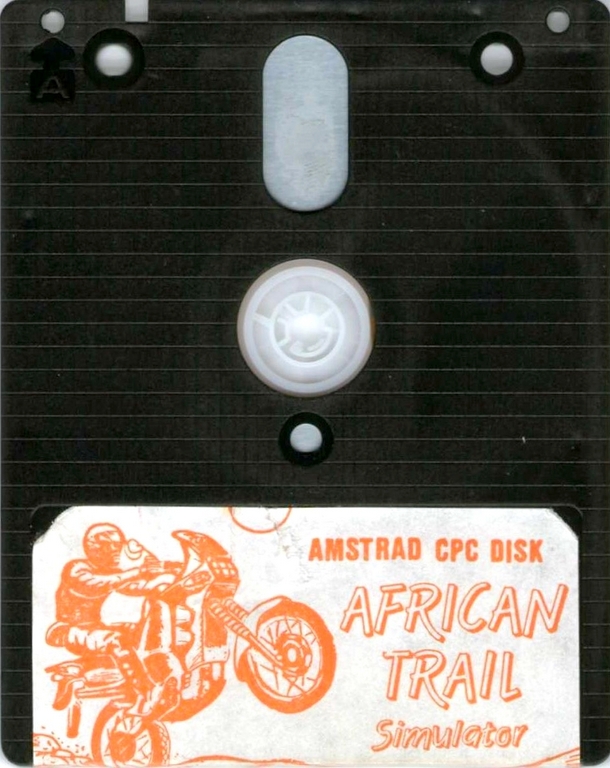 A
AMSTRAD CPC DISK
AFRICAN
TRAIL
Simulator